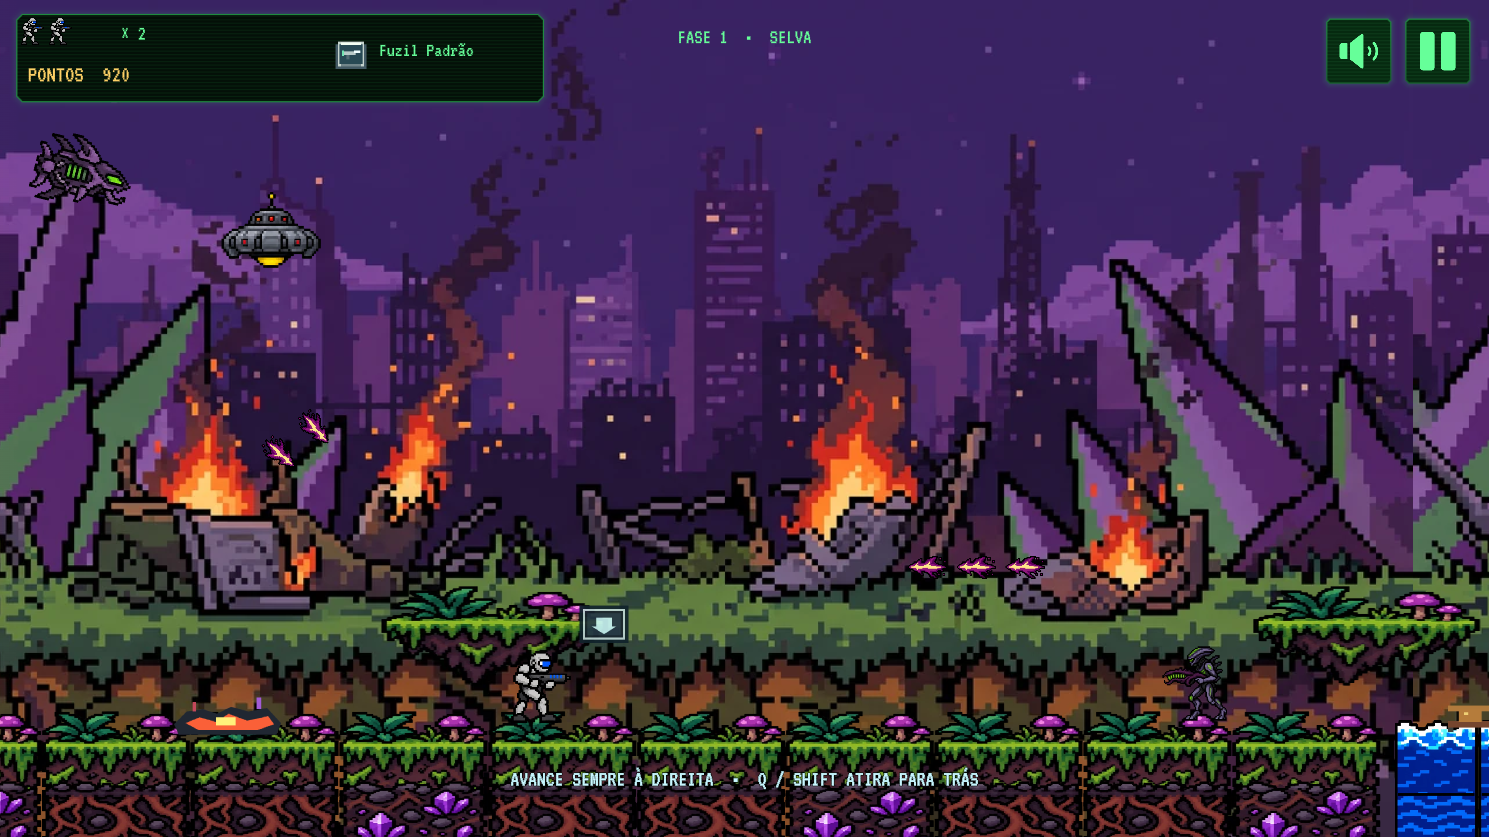 X 2
Fuzil Padrão
PONTOS 920
FASE 1 · SELVA
AVANCE SEMPRE À DIREITA · Q / SHIFT ATIRA PARA TRÁS